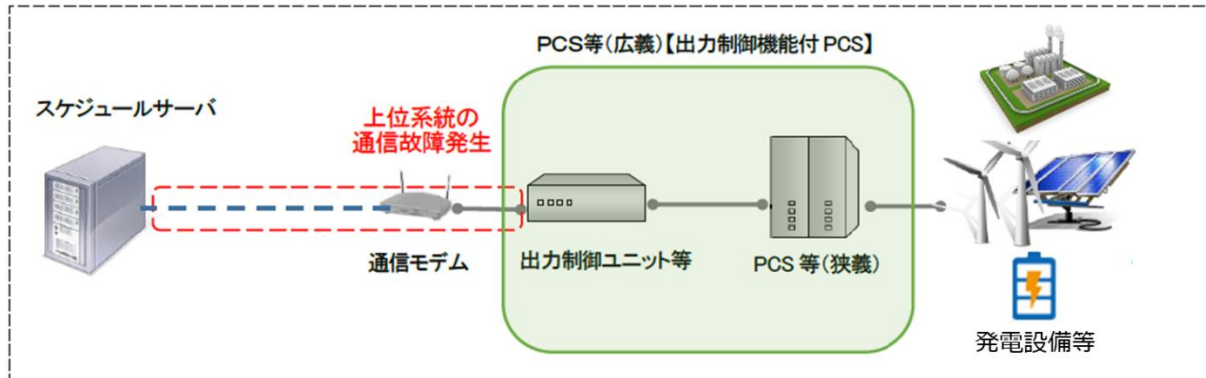 PCS等(広義)【出力制御機能付 PCS】
スケジュールサーバ
上位系統の
通信故障発生
通信モデム
出力制御ユニット等
PCS 等(狭義)
発電設備等